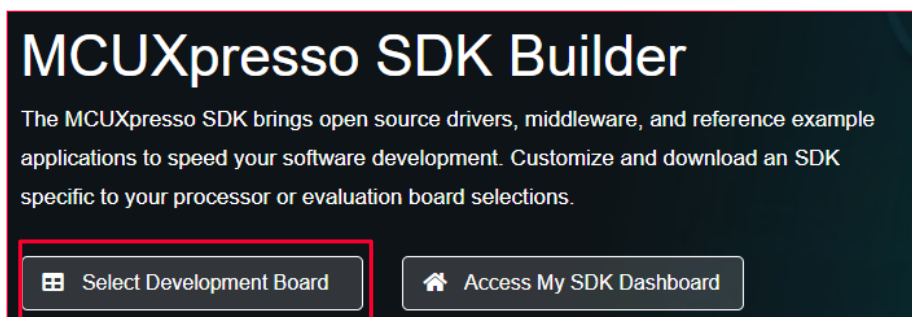 MCUXpresso SDK Builder
The MCUXpresso SDK brings open source drivers, middleware, and reference example
applications to speed your software development. Customize and download an SDK
specific to your processor or evaluation board selections.
Select Development Board
Access My SDK Dashboard